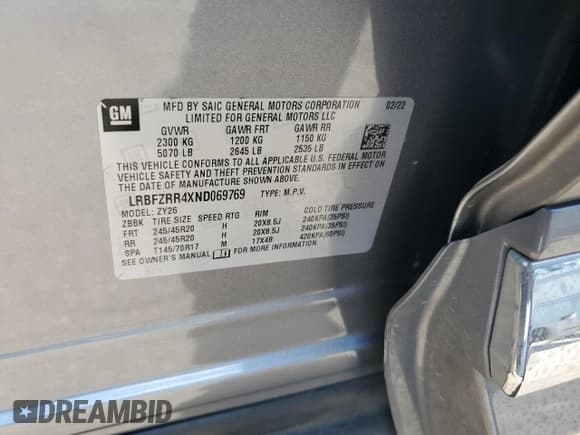 GM
MFD BY SAIC GENERAL MOTORS CORPORATION 02/22
LIMITED FOR GENERAL MOTORS LLC
GVWR GAWR FRT GAWR RR
2300 KG 1200 KG 1150 KG
5070 LB 2645 LB 2535 LB
THIS VEHICLE CONFORMS TO ALL APPLICABLE U.S. FEDERAL MOTOR
VEHICLE SAFETY AND THEFT PREVENTION STANDARDS IN EFFECT ON
THE DATE OF MANUFACTURE SHOWN ABOVE.
LRBFZRR4XND069769 TYPE: M.P.V.
MODEL: ZY26
ZBBK TIRE SIZE SPEED RTG RIM COLD TIRE PRESSURE
FRT 245/45R20 H 20X8.5J 240KPA(35PSI)
RR 245/45R20 H 20X8.5J 240KPA(35PSI)
SPA T145/70R17 M 17X4B 420KPA(60PSI)
SEE OWNER'S MANUAL FOR MORE INFORMATION.
DREAMBID